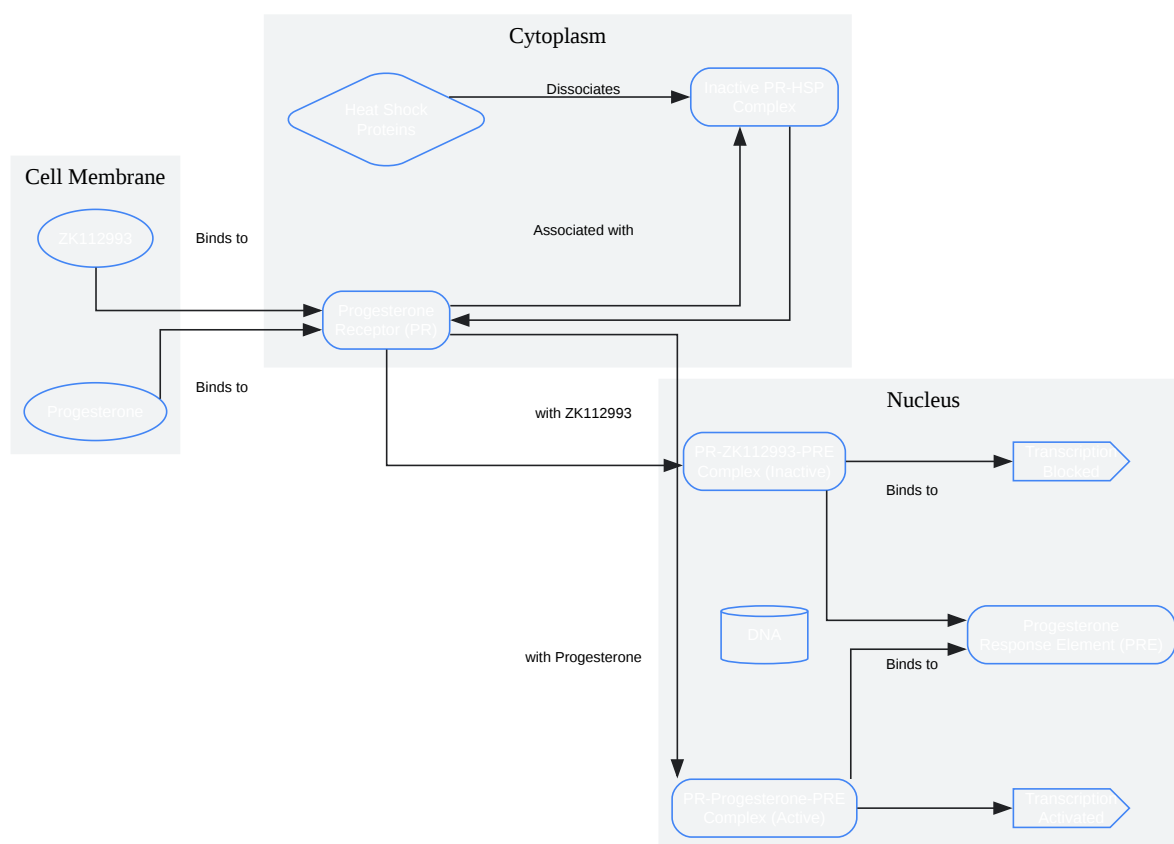 Cytoplasm
Heat Shock
Proteins
Dissociates
Inactive PR-HSP
Complex
Cell Membrane
ZK112993
Binds to
Associated with
Progesterone
Receptor (PR)
Binds to
Progesterone
with ZK112993
Nucleus
PR-ZK112993-PRE
Complex (Inactive)
Transcription
Blocked
Binds to
DNA
Progesterone
Response Element (PRE)
with Progesterone
Binds to
PR-Progesterone-PRE
Complex (Active)
Transcription
Activated